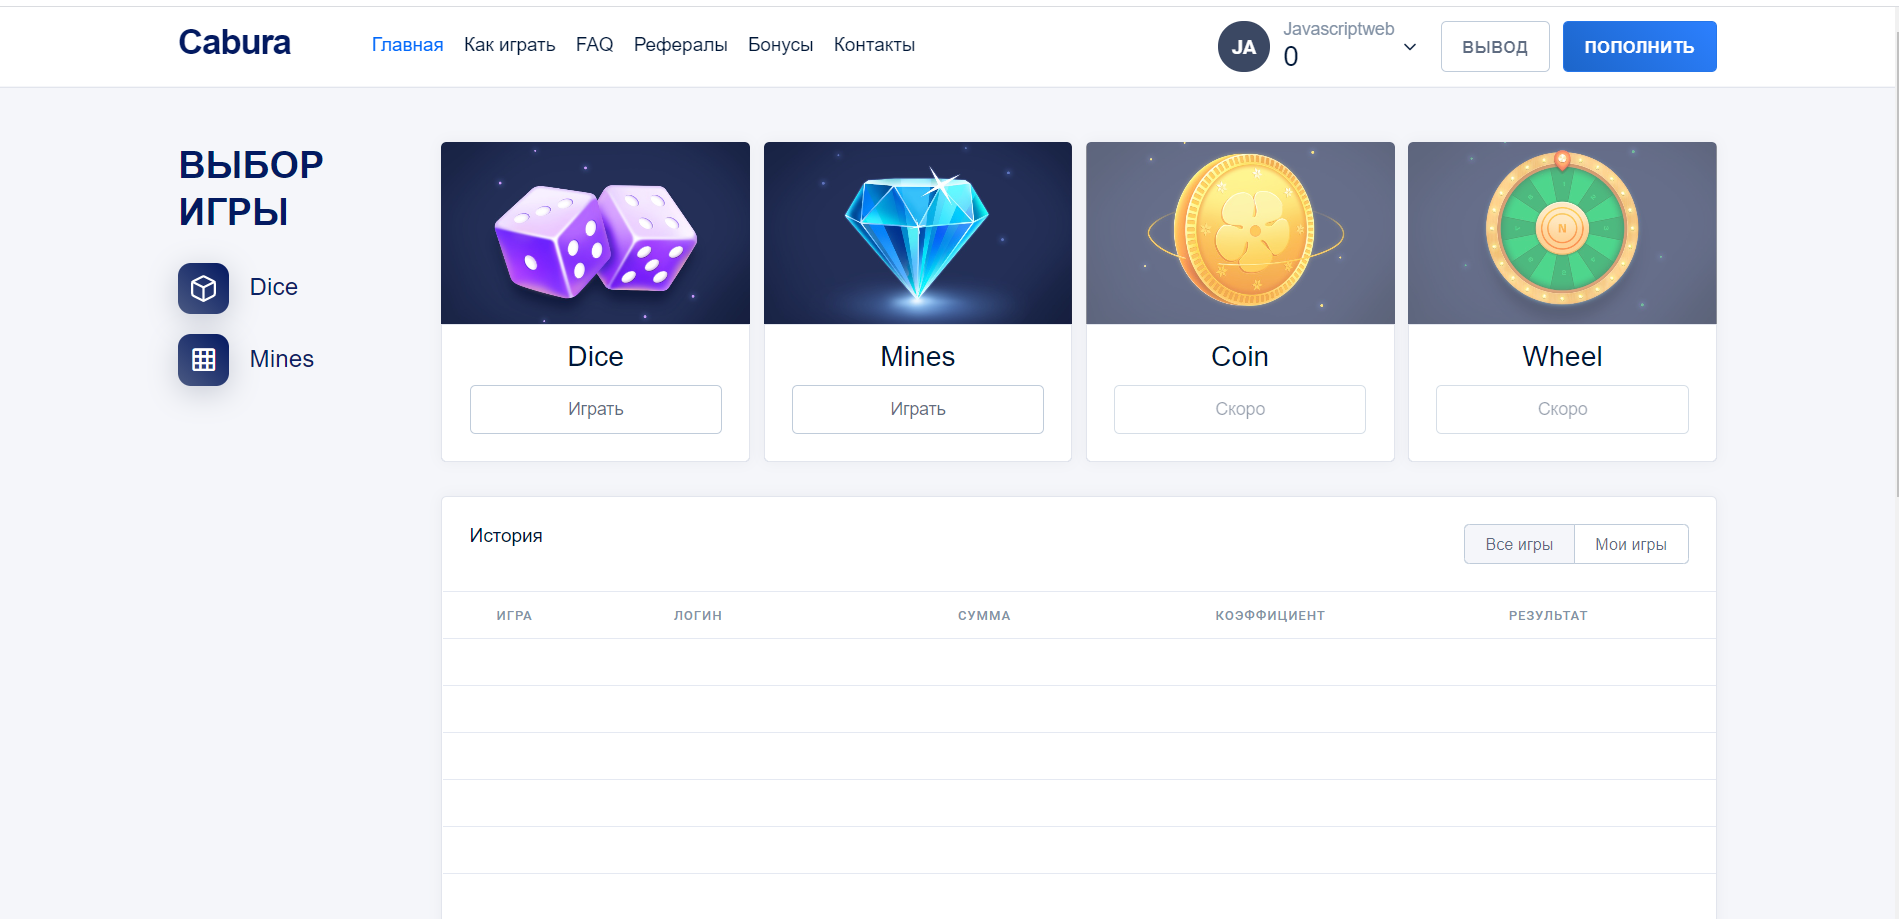 Cabura
Главная Как играть FAQ Рефералы Бонусы Контакты
JA
Javascriptweb
0
ВЫВОД
ПОПОЛНИТЬ
ВЫБОР
ИГРЫ
Dice
Mines
N
Dice
Играть
Mines
Играть
Coin
Скоро
Wheel
Скоро
История
Все игры Мои игры
ИГРА ЛОГИН СУММА КОЭФФИЦИЕНТ РЕЗУЛЬТАТ